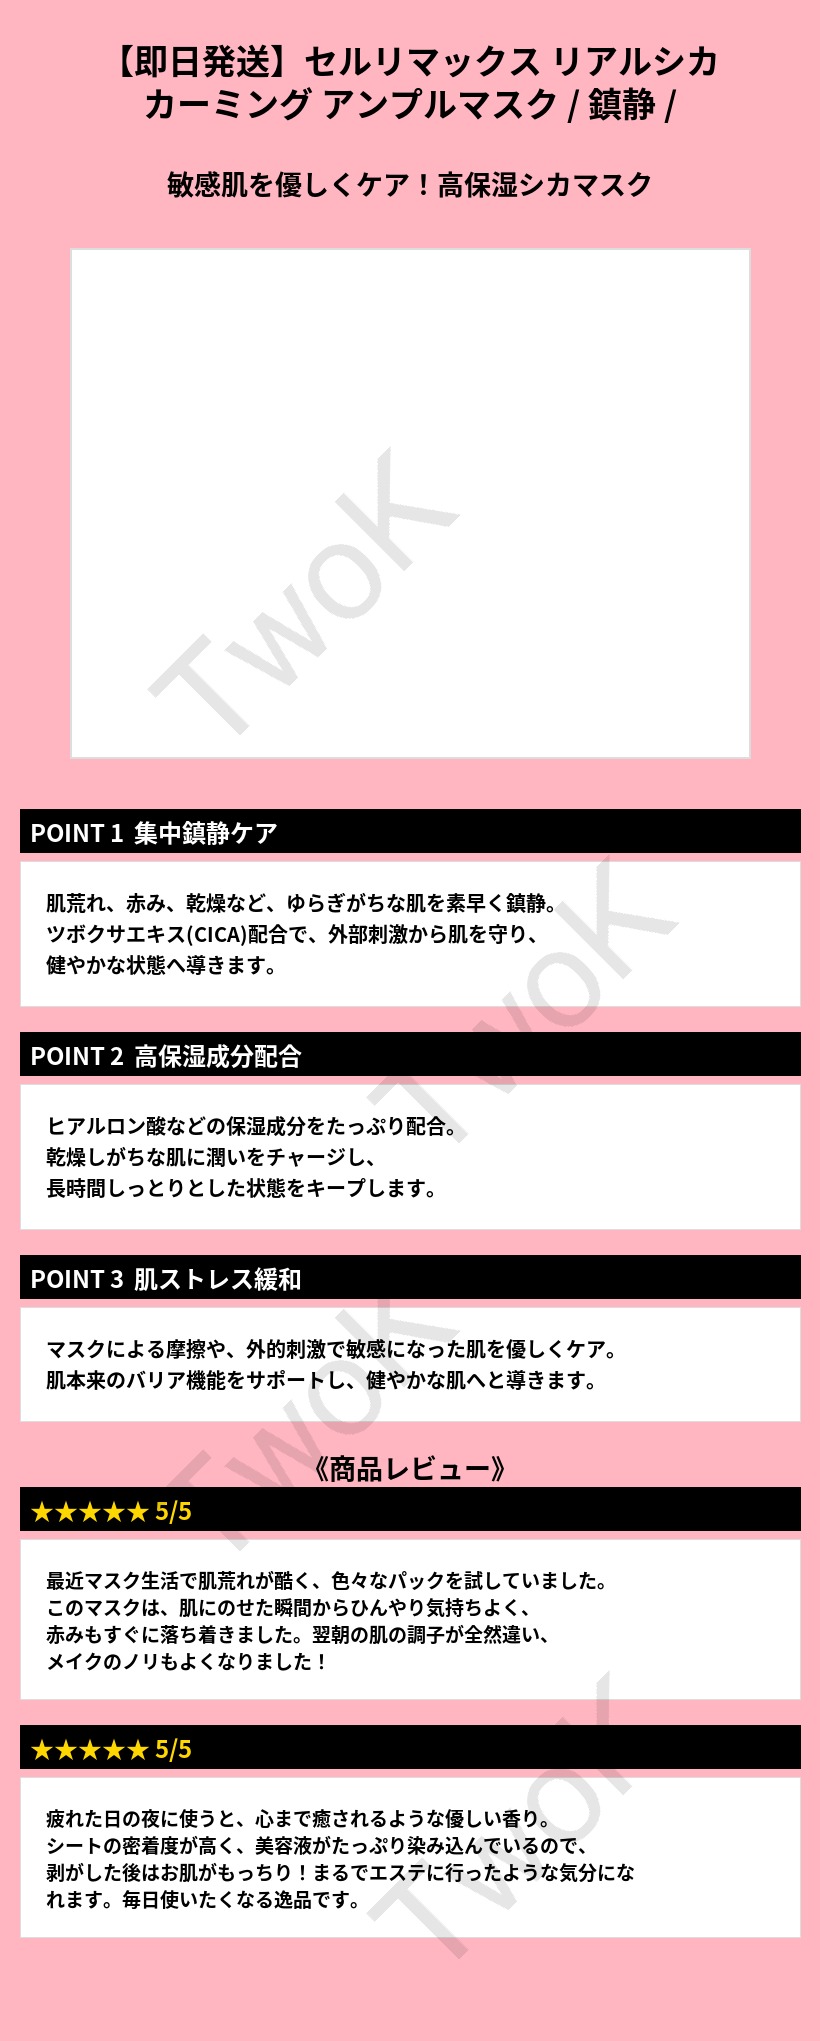 【即日発送】セルリマックス リアルシカ
カーミング アンプルマスク / 鎮静 /
敏感肌を優しくケア！高保湿シカマスク
TwoK
POINT 1 集中鎮静ケア
肌荒れ、赤み、乾燥など、ゆらぎがちな肌を素早く鎮静。
ツボクサエキス(CICA)配合で、外部刺激から肌を守り、
健やかな状態へ導きます。
TwoK
POINT 2 高保湿成分配合
ヒアルロン酸などの保湿成分をたっぷり配合。
乾燥しがちな肌に潤いをチャージし、
長時間しっとりとした状態をキープします。
POINT 3 肌ストレス緩和
マスクによる摩擦や、外的刺激で敏感になった肌を優しくケア。
肌本来のバリア機能をサポートし、健やかな肌へと導きます。
TwoK
《商品レビュー》
★★★★★ 5/5
最近マスク生活で肌荒れが酷く、色々なパックを試していました。
このマスクは、肌にのせた瞬間からひんやり気持ちよく、
赤みもすぐに落ち着きました。翌朝の肌の調子が全然違い、
メイクのノリもよくなりました！
★★★★★ 5/5
疲れた日の夜に使うと、心まで癒されるような優しい香り。
シートの密着度が高く、美容液がたっぷり染み込んでいるので、
剥がした後はお肌がもっちり！まるでエステに行ったような気分にな
れます。毎日使いたくなる逸品です。
TwoK